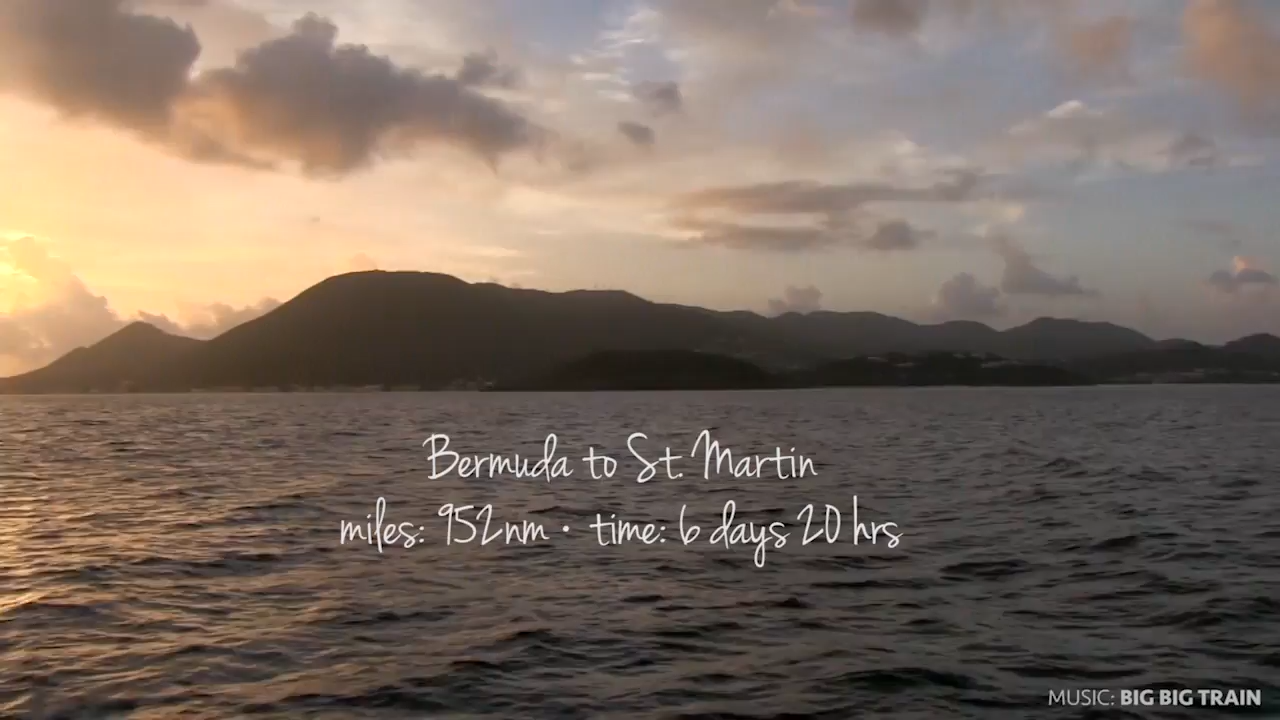 Bermuda to St. Martin
miles: 952nm • time: 6 days 20 hrs
MUSIC: BIG BIG TRAIN